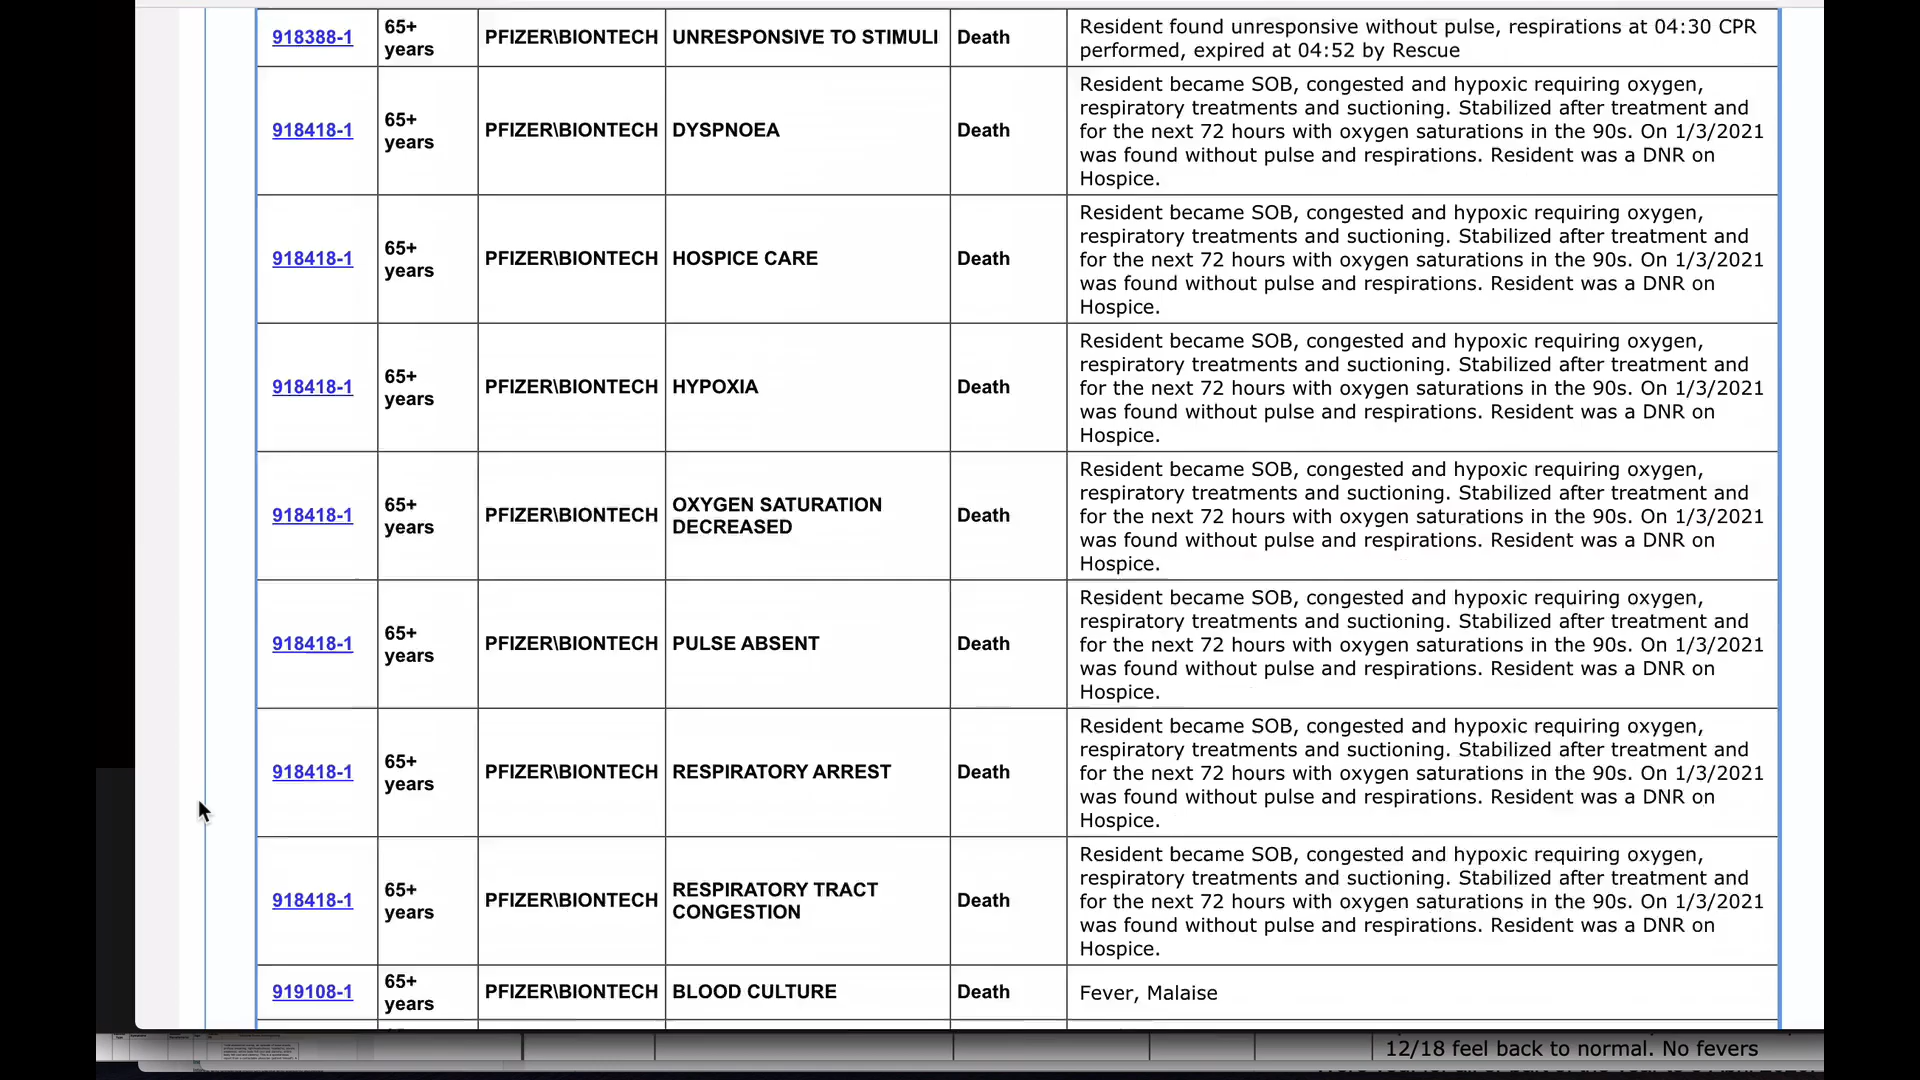 918388-1 65+ years PFIZER\BIONTECH UNRESPONSIVE TO STIMULI Death Resident found unresponsive without pulse, respirations at 04:30 CPR
performed, expired at 04:52 by Rescue
918418-1 65+ years PFIZER\BIONTECH DYSPNOEA Death Resident became SOB, congested and hypoxic requiring oxygen,
respiratory treatments and suctioning. Stabilized after treatment and
for the next 72 hours with oxygen saturations in the 90s. On 1/3/2021
was found without pulse and respirations. Resident was a DNR on
Hospice.
918418-1 65+ years PFIZER\BIONTECH HOSPICE CARE Death Resident became SOB, congested and hypoxic requiring oxygen,
respiratory treatments and suctioning. Stabilized after treatment and
for the next 72 hours with oxygen saturations in the 90s. On 1/3/2021
was found without pulse and respirations. Resident was a DNR on
Hospice.
918418-1 65+ years PFIZER\BIONTECH HYPOXIA Death Resident became SOB, congested and hypoxic requiring oxygen,
respiratory treatments and suctioning. Stabilized after treatment and
for the next 72 hours with oxygen saturations in the 90s. On 1/3/2021
was found without pulse and respirations. Resident was a DNR on
Hospice.
918418-1 65+ years PFIZER\BIONTECH OXYGEN SATURATION DECREASED Death Resident became SOB, congested and hypoxic requiring oxygen,
respiratory treatments and suctioning. Stabilized after treatment and
for the next 72 hours with oxygen saturations in the 90s. On 1/3/2021
was found without pulse and respirations. Resident was a DNR on
Hospice.
918418-1 65+ years PFIZER\BIONTECH PULSE ABSENT Death Resident became SOB, congested and hypoxic requiring oxygen,
respiratory treatments and suctioning. Stabilized after treatment and
for the next 72 hours with oxygen saturations in the 90s. On 1/3/2021
was found without pulse and respirations. Resident was a DNR on
Hospice.
918418-1 65+ years PFIZER\BIONTECH RESPIRATORY ARREST Death Resident became SOB, congested and hypoxic requiring oxygen,
respiratory treatments and suctioning. Stabilized after treatment and
for the next 72 hours with oxygen saturations in the 90s. On 1/3/2021
was found without pulse and respirations. Resident was a DNR on
Hospice.
918418-1 65+ years PFIZER\BIONTECH RESPIRATORY TRACT CONGESTION Death Resident became SOB, congested and hypoxic requiring oxygen,
respiratory treatments and suctioning. Stabilized after treatment and
for the next 72 hours with oxygen saturations in the 90s. On 1/3/2021
was found without pulse and respirations. Resident was a DNR on
Hospice.
919108-1 65+ years PFIZER\BIONTECH BLOOD CULTURE Death Fever, Malaise
12/18 feel back to normal. No fevers